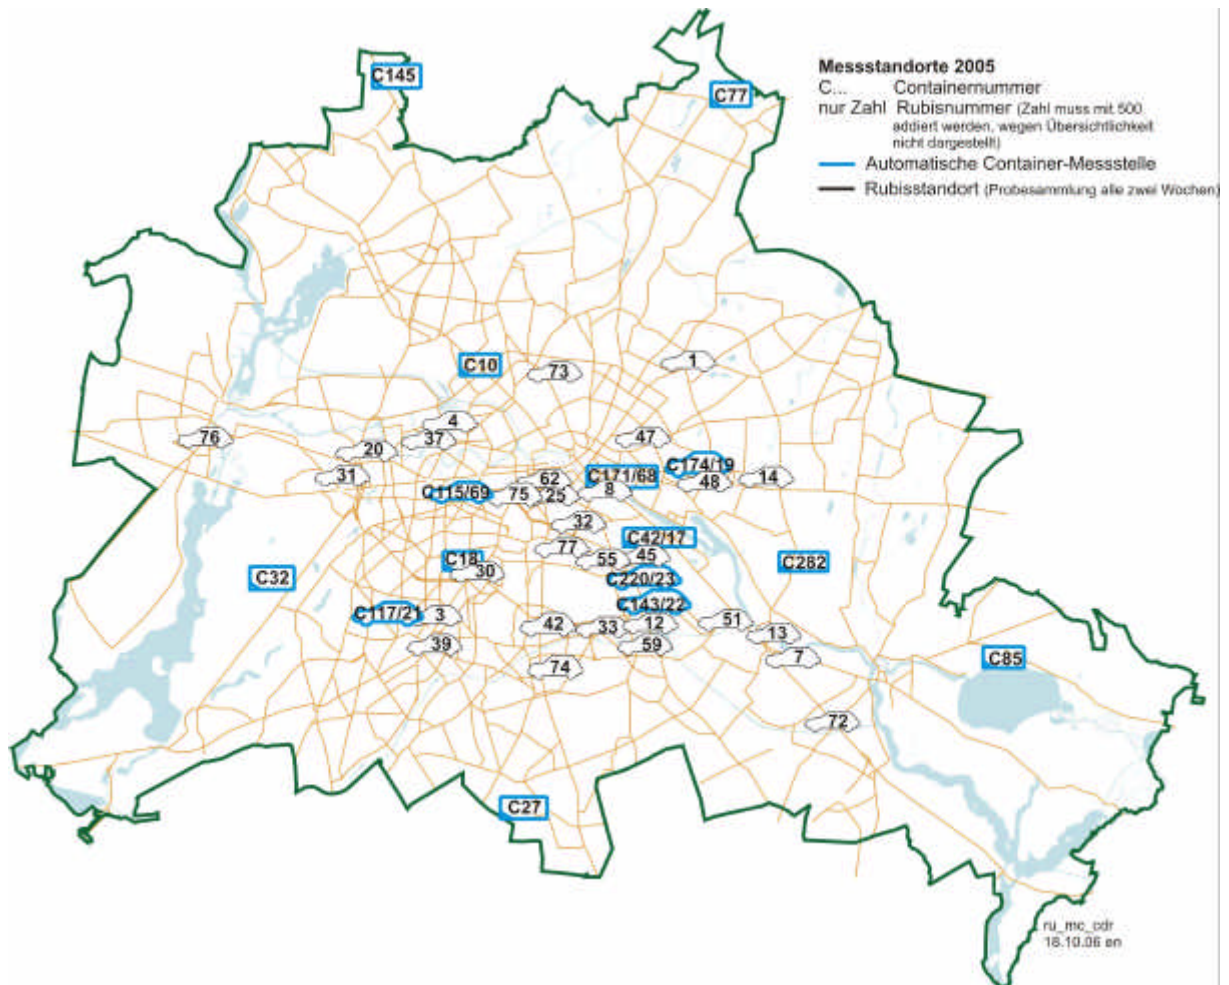 C145
C77
Messstandorte 2005
C... Containernummer
nur Zahl Rubisnummer (Zahl muss mit 500
addiert werden, wegen Übersichtlichkeit
nicht dargestellt)
Automatische Container-Messstelle
Rubisstandort (Probesammlung alle zwei Wochen)
C10
73
1
4
76
37
47
20
31
C174/19
C171/68
14
62
48
C115/69
75
25
8
32
C42/17
77
45
55
C18
30
C282
C32
C220/23
C143/22
C117/21
3
42
33
12
51
13
39
59
7
C85
74
72
C27
ru_mc_cdr
18.10.06 en